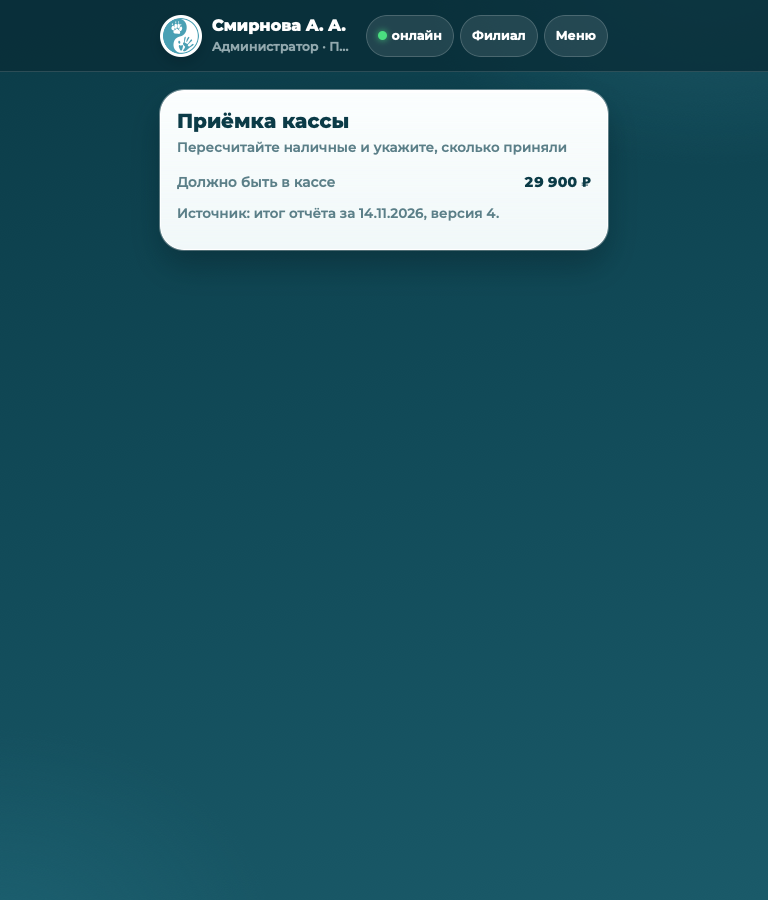 Смирнова А. А.
Администратор · П…
онлайн
Филиал
Меню
Приёмка кассы
Пересчитайте наличные и укажите, сколько приняли
Должно быть в кассе
29 900 ₽
Источник: итог отчёта за 14.11.2026, версия 4.